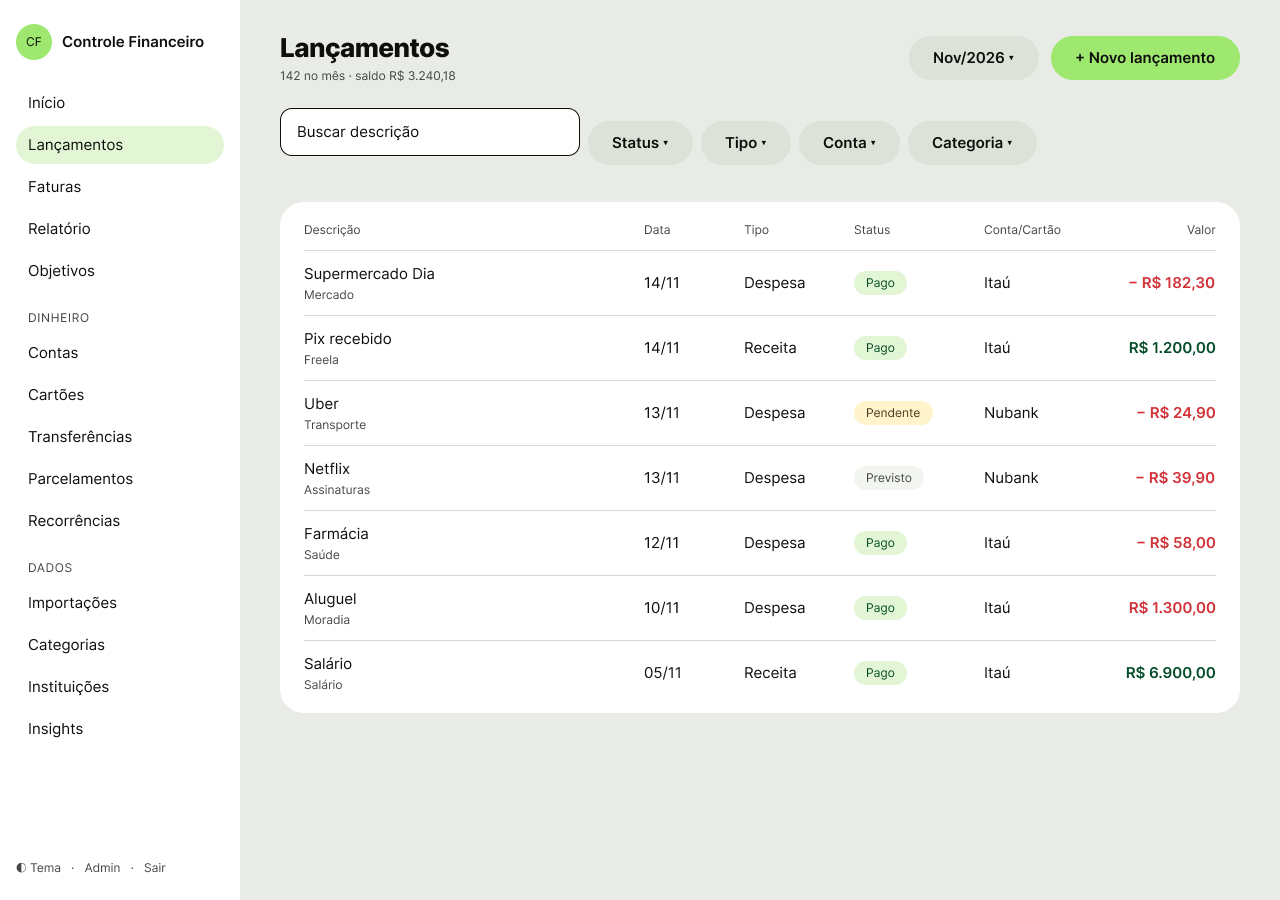 CF Controle Financeiro
Início
Lançamentos
Faturas
Relatório
Objetivos
DINHEIRO
Contas
Cartões
Transferências
Parcelamentos
Recorrências
DADOS
Importações
Categorias
Instituições
Insights
◐ Tema · Admin · Sair
Lançamentos
142 no mês · saldo R$ 3.240,18
Nov/2026 ▾
+ Novo lançamento
Buscar descrição
Status ▾
Tipo ▾
Conta ▾
Categoria ▾
Descrição Data Tipo Status Conta/Cartão Valor
Supermercado Dia 14/11 Despesa Pago Itaú − R$ 182,30
Mercado
Pix recebido 14/11 Receita Pago Itaú R$ 1.200,00
Freela
Uber 13/11 Despesa Pendente Nubank − R$ 24,90
Transporte
Netflix 13/11 Despesa Previsto Nubank − R$ 39,90
Assinaturas
Farmácia 12/11 Despesa Pago Itaú − R$ 58,00
Saúde
Aluguel 10/11 Despesa Pago Itaú R$ 1.300,00
Moradia
Salário 05/11 Receita Pago Itaú R$ 6.900,00
Salário